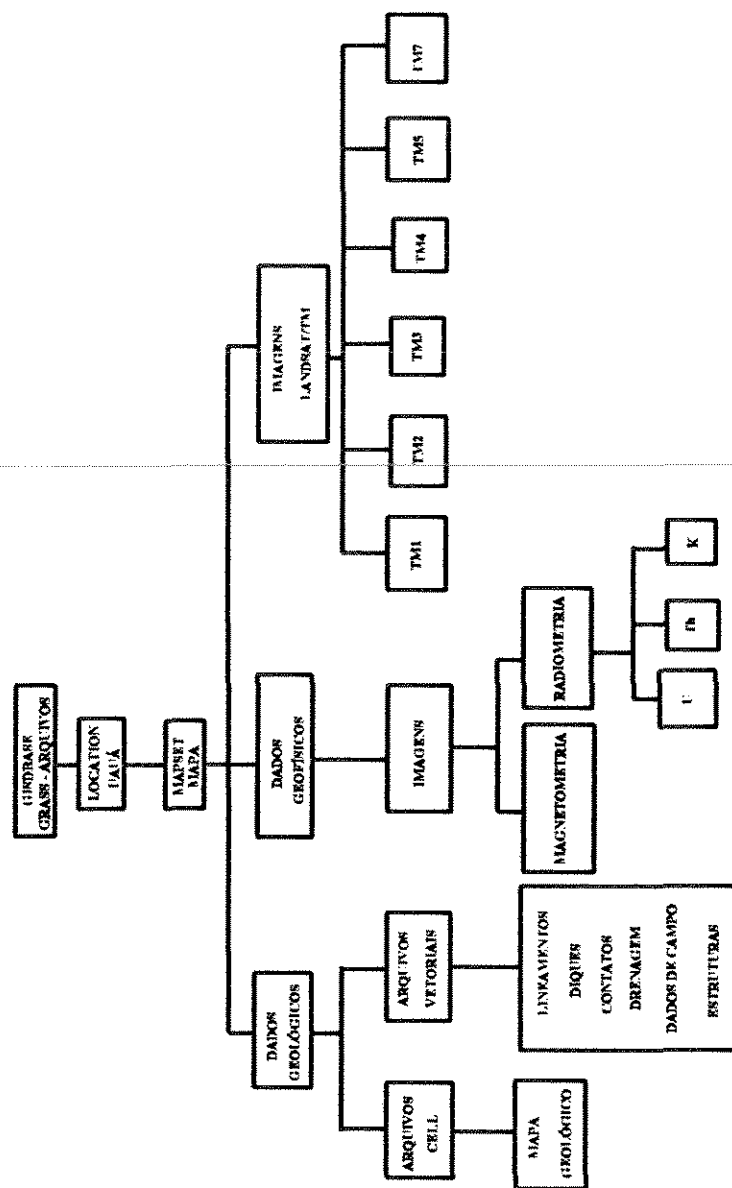 GISDBASE
GRASS - ARQUIVOS
LOCATION
UAUÁ
MAPSET
MAPA
DADOS
GEOLÓGICOS
DADOS
GEOFÍSICOS
IMAGENS
LANDSAT/TM
ARQUIVOS
CELL
ARQUIVOS
VETORIAIS
IMAGENS
TM1
TM2
TM3
TM4
TM5
TM7
MAPA
GEOLÓGICO
LINEAMENTOS
DIQUES
CONTATOS
DRENAGEM
DADOS DE CAMPO
ESTRUTURAS
MAGNETOMETRIA
RADIOMETRIA
U
Th
K